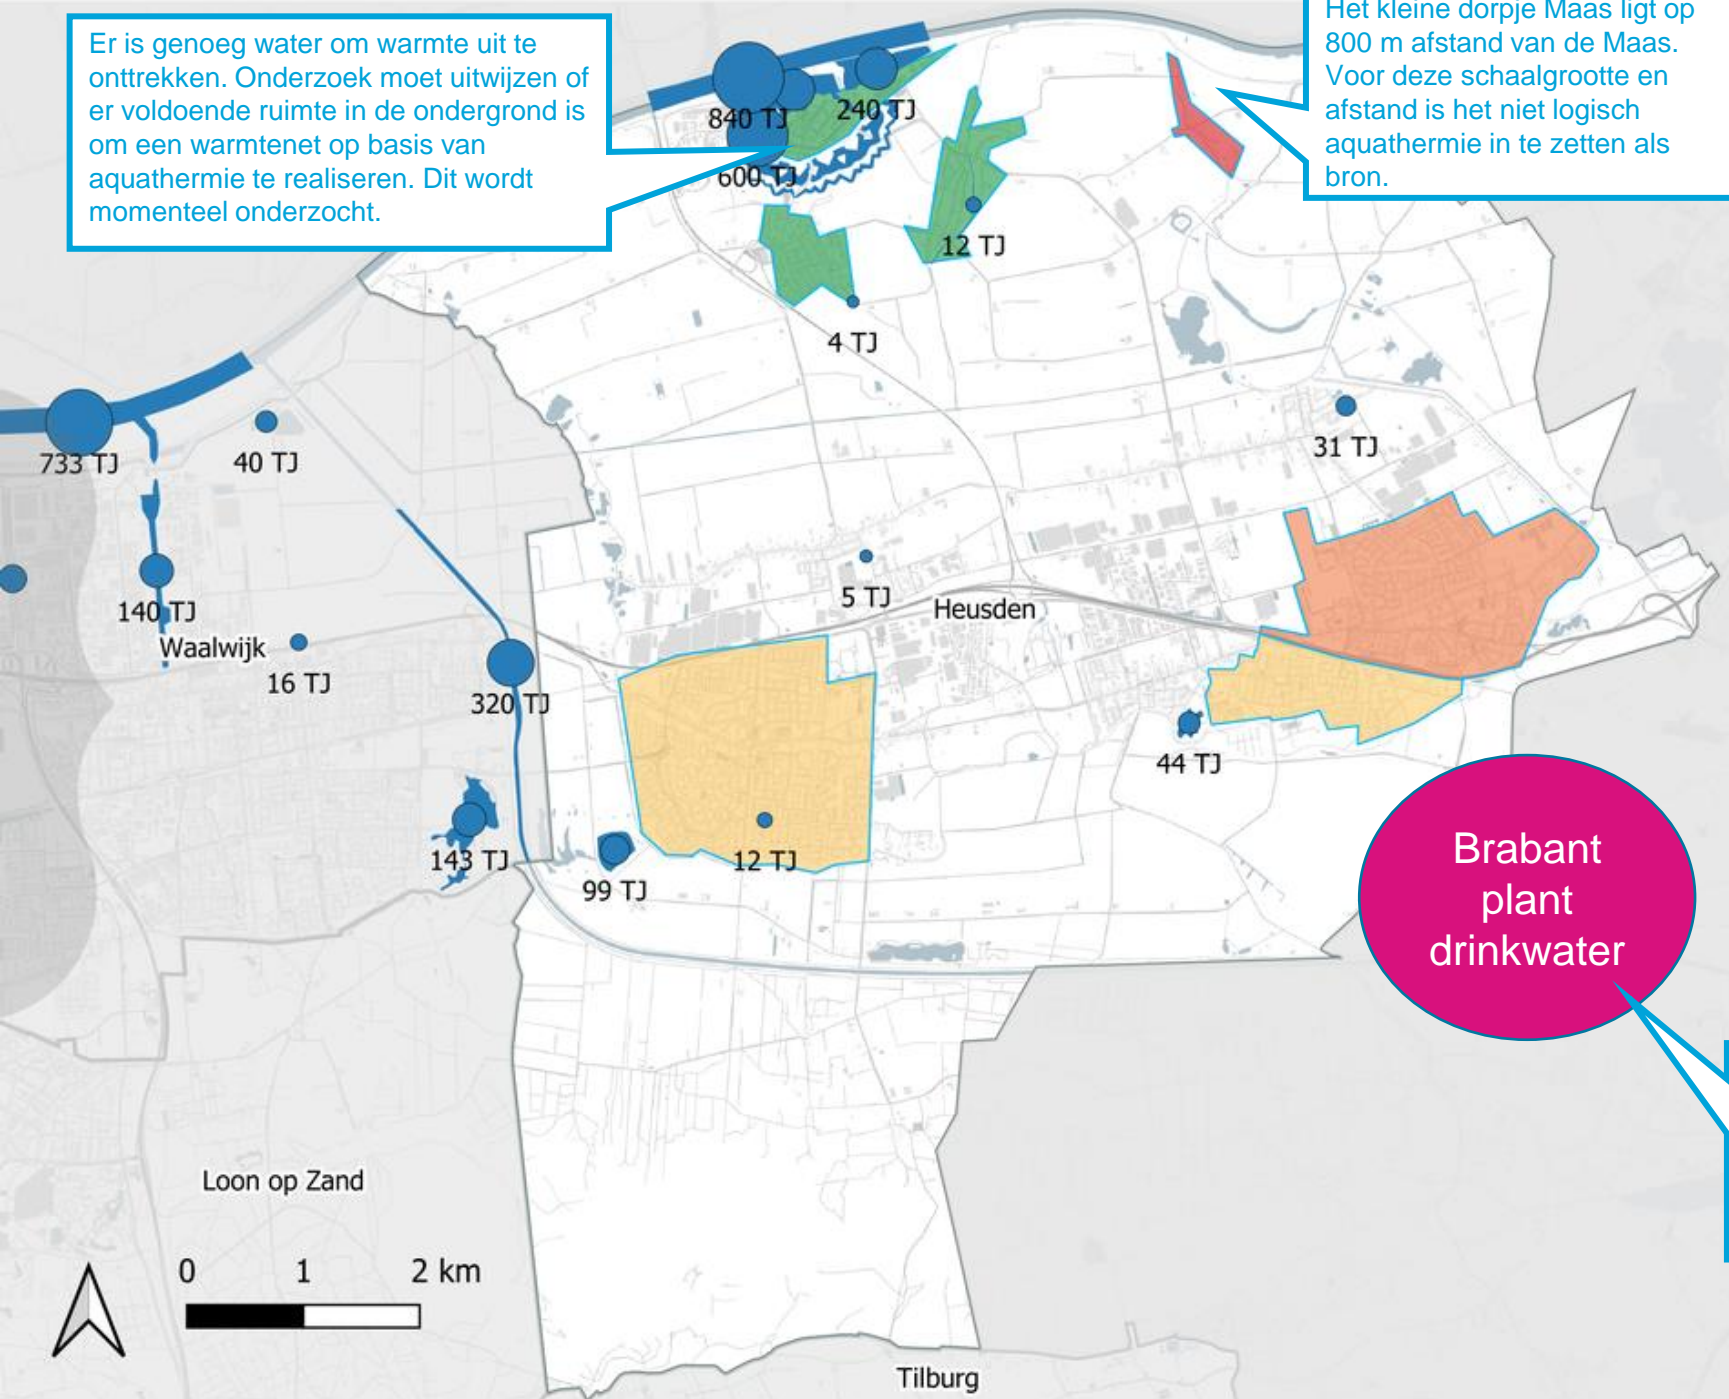 Er is genoeg water om warmte uit te
onttrekken. Onderzoek moet uitwijzen of
er voldoende ruimte in de ondergrond is
om een warmtenet op basis van
aquathermie te realiseren. Dit wordt
momenteel onderzocht.
Het kleine dorpje Maas ligt op
800 m afstand van de Maas.
Voor deze schaalgrootte en
afstand is het niet logisch
aquathermie in te zetten als
bron.
840 TJ
240 TJ
600 TJ
12 TJ
4 TJ
733 TJ
40 TJ
31 TJ
140 TJ
Waalwijk
16 TJ
320 TJ
5 TJ
Heusden
44 TJ
143 TJ
99 TJ
12 TJ
Brabant
plant
drinkwater
Loon op Zand
0 1 2 km
Tilburg